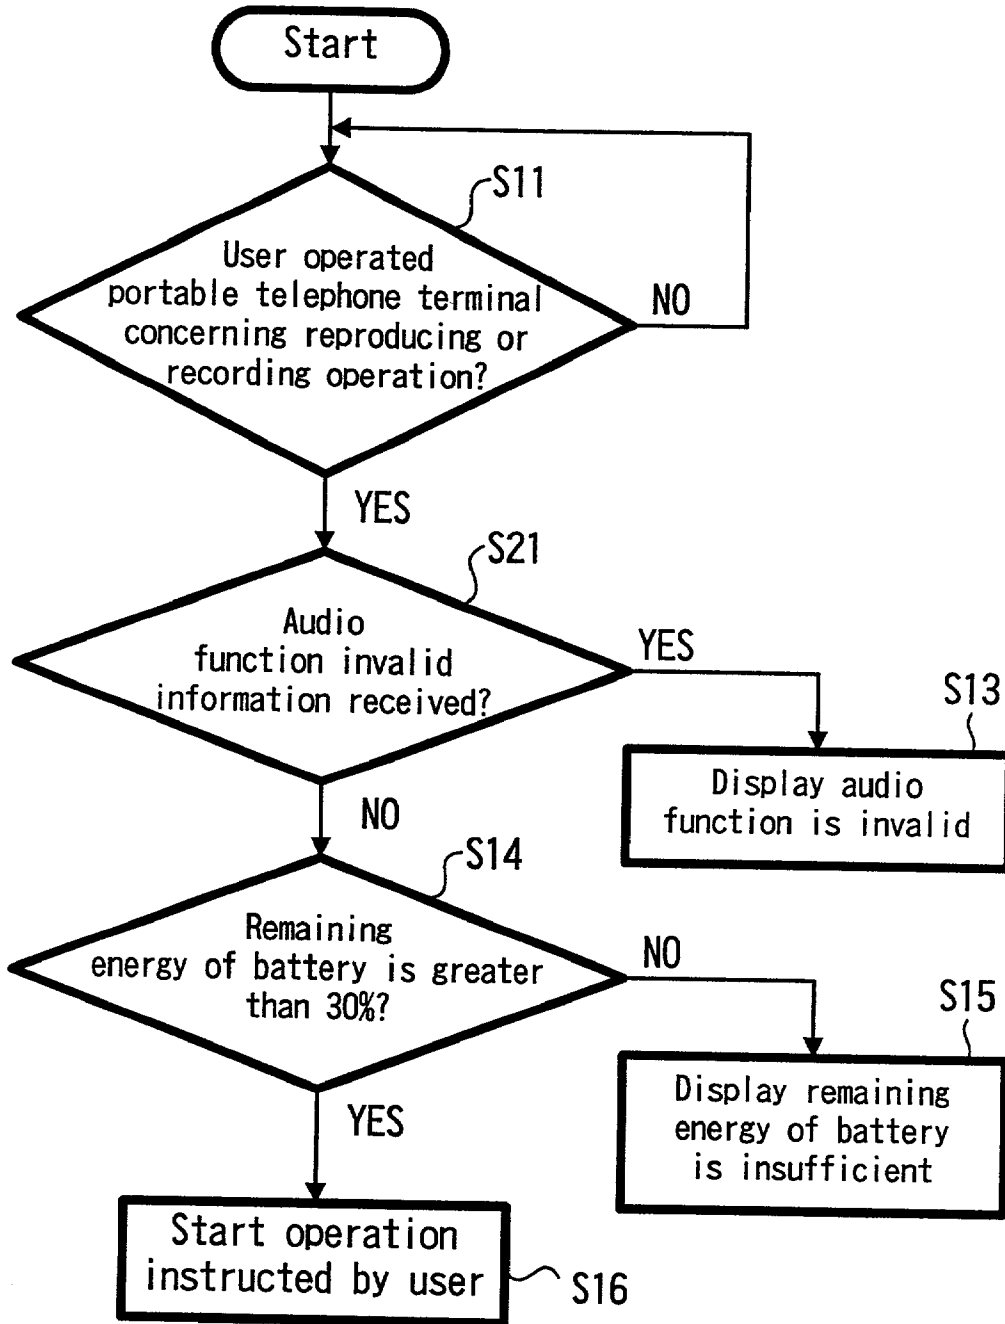 Start
S11
User operated
portable telephone terminal
concerning reproducing or
recording operation?
NO
YES
S21
Audio
function invalid
information received?
YES
S13
Display audio
function is invalid
NO
S14
Remaining
energy of battery is greater
than 30%?
NO
S15
Display remaining
energy of battery
is insufficient
YES
Start operation
instructed by user
S16